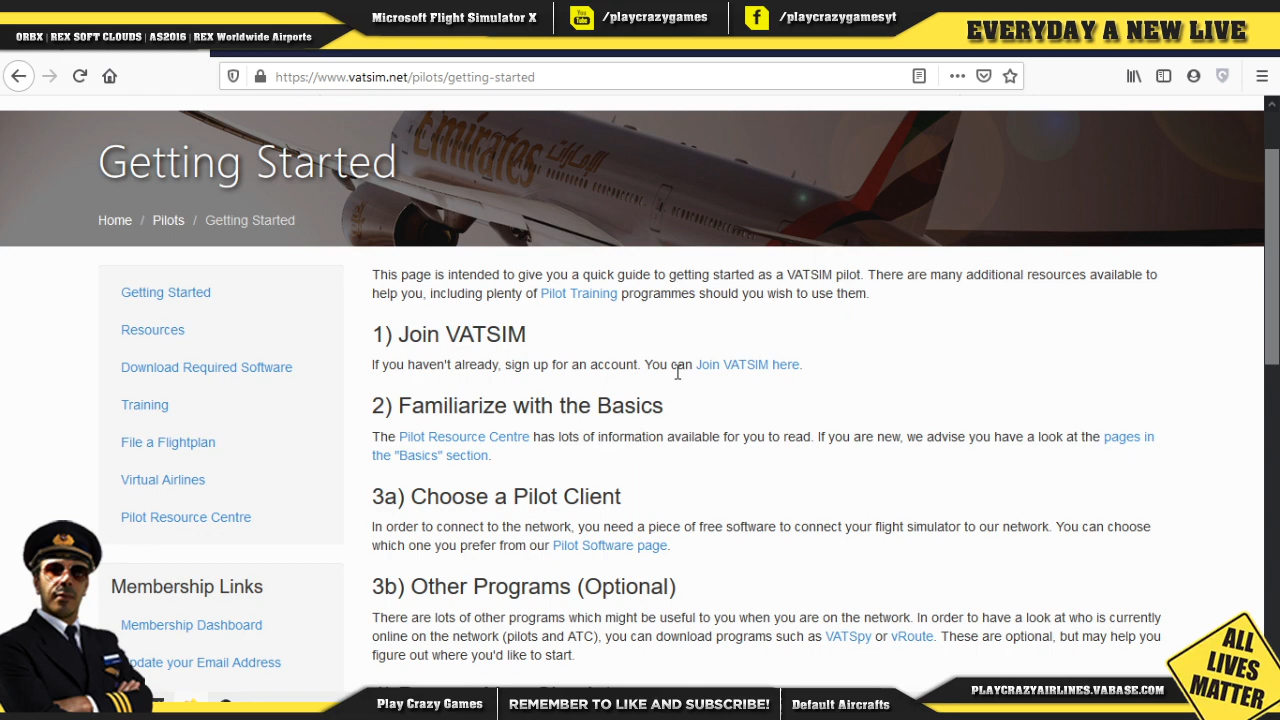 Microsoft Flight Simulator X
You Tube
/playcrazygames
f
/playcrazygamesyt
EVERYDAY A NEW LIVE
ORBX | REX SOFT CLOUDS | AS2016 | REX Worldwide Airports
https://www.vatsim.net/pilots/getting-started
Emirates
Getting Started
Home / Pilots / Getting Started
Getting Started
Resources
Download Required Software
Training
File a Flightplan
Virtual Airlines
Pilot Resource Centre
Membership Links
Membership Dashboard
pdate your Email Address
This page is intended to give you a quick guide to getting started as a VATSIM pilot. There are many additional resources available to
help you, including plenty of Pilot Training programmes should you wish to use them.
1) Join VATSIM
If you haven't already, sign up for an account. You can Join VATSIM here.
2) Familiarize with the Basics
The Pilot Resource Centre has lots of information available for you to read. If you are new, we advise you have a look at the pages in
the "Basics" section.
3a) Choose a Pilot Client
In order to connect to the network, you need a piece of free software to connect your flight simulator to our network. You can choose
which one you prefer from our Pilot Software page.
3b) Other Programs (Optional)
There are lots of other programs which might be useful to you when you are on the network. In order to have a look at who is currently
online on the network (pilots and ATC), you can download programs such as VATSpy or vRoute. These are optional, but may help you
figure out where you'd like to start.
ALL
LIVES
MATTER
Play Crazy Games
REMEMBER TO LIKE AND SUBSCRIBE!
Default Aircrafts
PLAYCRAZYAIRLINES.VABASE.COM